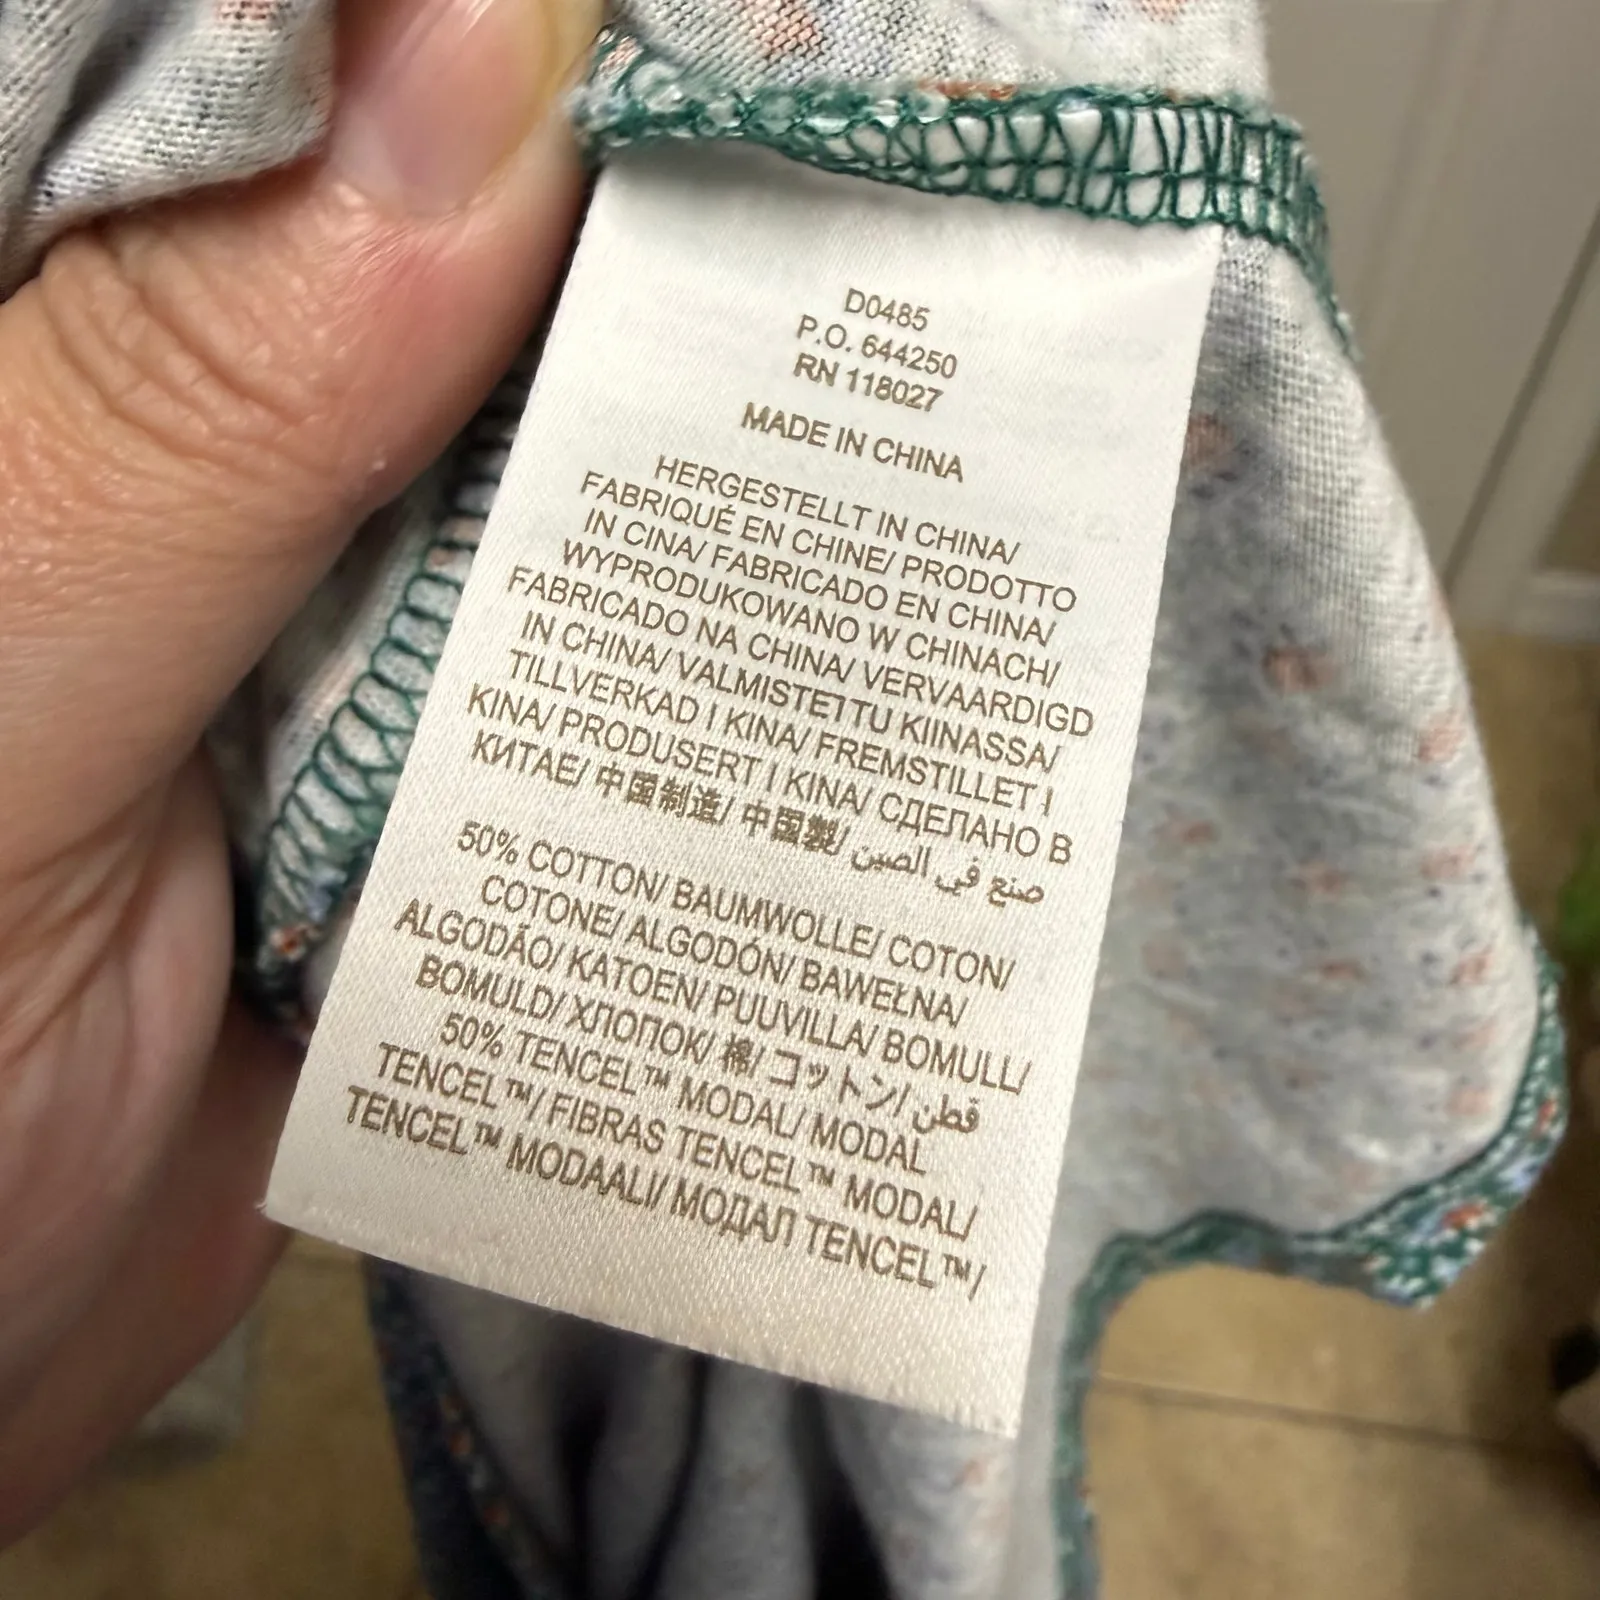 D0485
P.O. 644250
RN 118027
MADE IN CHINA
HERGESTELLT IN CHINA/
FABRIQUÉ EN CHINE/ PRODOTTO
IN CINA/ FABRICADO EN CHINA/
WYPRODUKOWANO W CHINACH/
FABRICADO NA CHINA/ VERVAARDIGD
IN CHINA/ VALMISTETTU KIINASSA/
TILLVERKAD I KINA/ FREMSTILLET I
KINA/ PRODUSERT I KINA/ СДЕЛАНО В
КИТАЕ/ 中国制造/ 中国製/ صنع في الصين
50% COTTON/ BAUMWOLLE/ COTON/
COTONE/ ALGODÓN/ BAWEŁNA/
ALGODÃO/ KATOEN/ PUUVILLA/ BOMULL/
BOMULD/ ХЛОПОК/ 棉/ コットン/ قطن
50% TENCEL™ MODAL/ MODAL
TENCEL™/ FIBRAS TENCEL™ MODAL/
TENCEL™ MODAALI/ МОДАЛ TENCEL™/